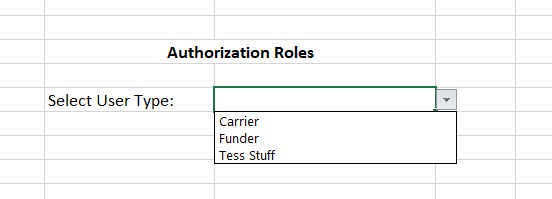 Authorization Roles
Select User Type:
Carrier
Funder
Tess Stuff